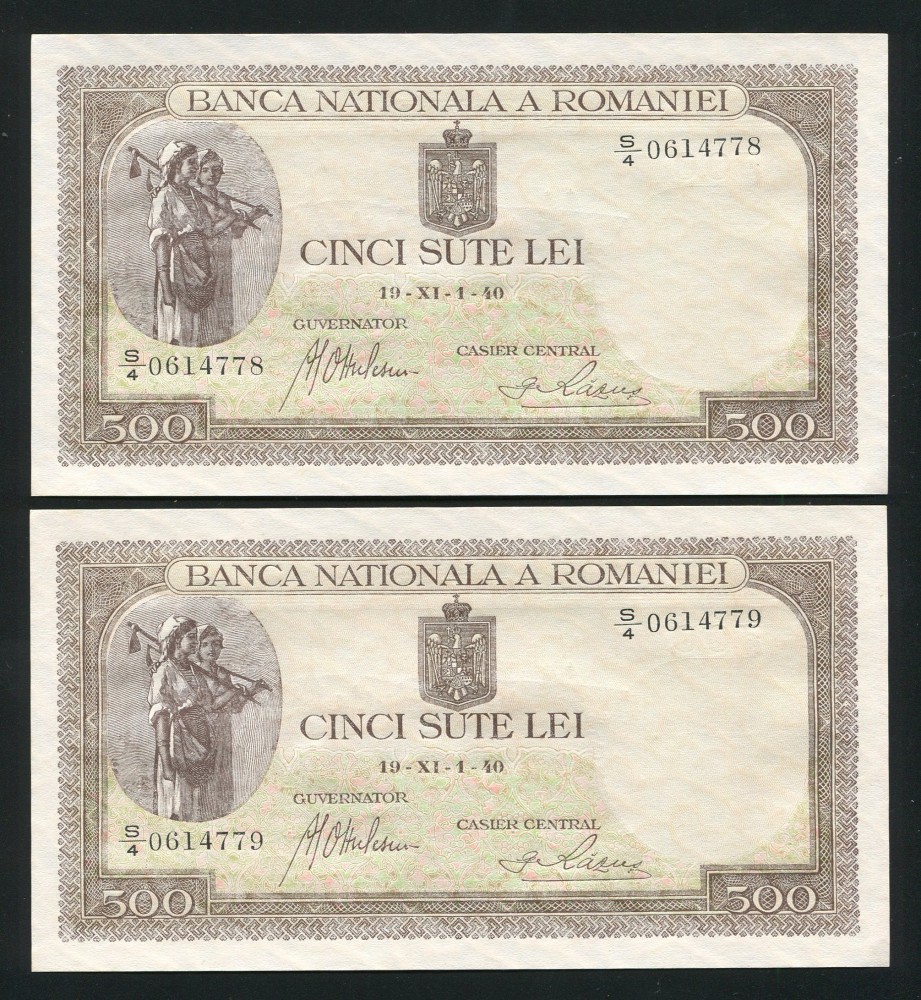 BANCA NATIONALA A ROMANIEI
S/4 0614778
CINCI SUTE LEI
19-XI-1-40
GUVERNATOR
CASIER CENTRAL
S/4 0614778
500
500
BANCA NATIONALA A ROMANIEI
S/4 0614779
CINCI SUTE LEI
19-XI-1-40
GUVERNATOR
CASIER CENTRAL
S/4 0614779
500
500